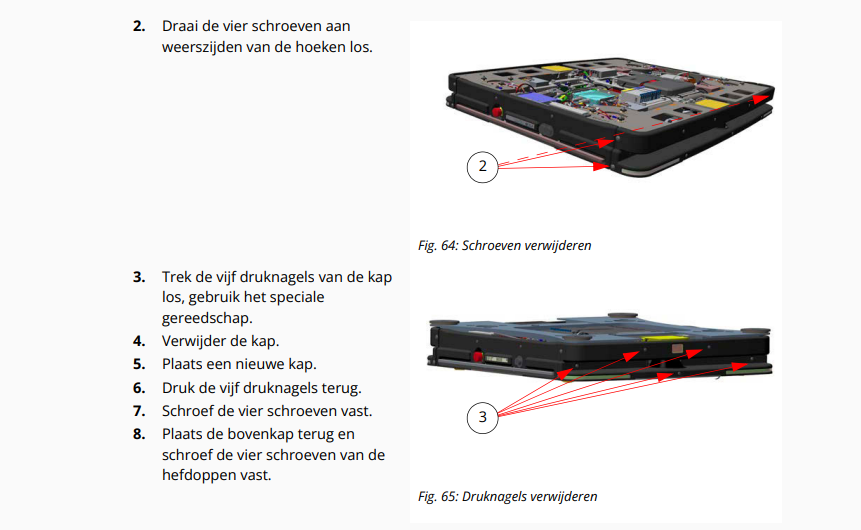 2. Draai de vier schroeven aan
weerszijden van de hoeken los.
2
Fig. 64: Schroeven verwijderen
3. Trek de vijf druknagels van de kap
los, gebruik het speciale
gereedschap.
4. Verwijder de kap.
5. Plaats een nieuwe kap.
6. Druk de vijf druknagels terug.
7. Schroef de vier schroeven vast.
8. Plaats de bovenkap terug en
schroef de vier schroeven van de
hefdoppen vast.
3
Fig. 65: Druknagels verwijderen